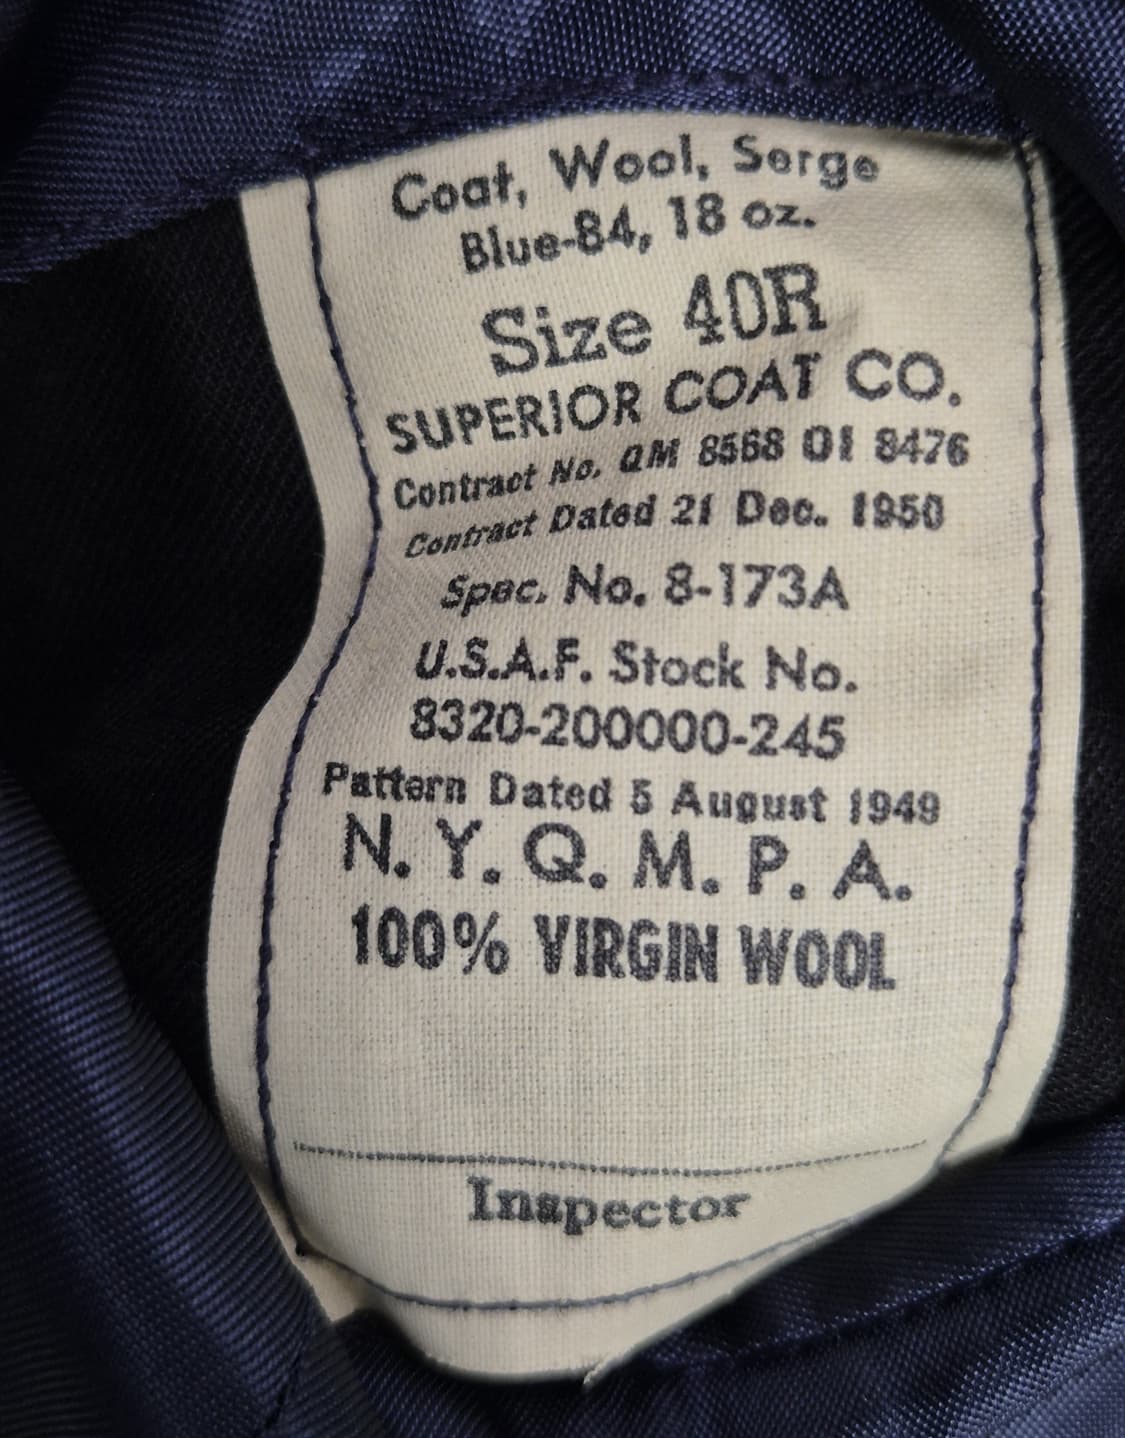 Coat, Wool, Serge
Blue-84, 18 oz.
Size 40R
SUPERIOR COAT CO.
Contract No. QM 8568 OI 8476
Contract Dated 21 Dec. 1950
Spec. No. 8-173A
U.S.A.F. Stock No.
8320-200000-245
Pattern Dated 5 August 1949
N. Y. Q. M. P. A.
100% VIRGIN WOOL
Inspector